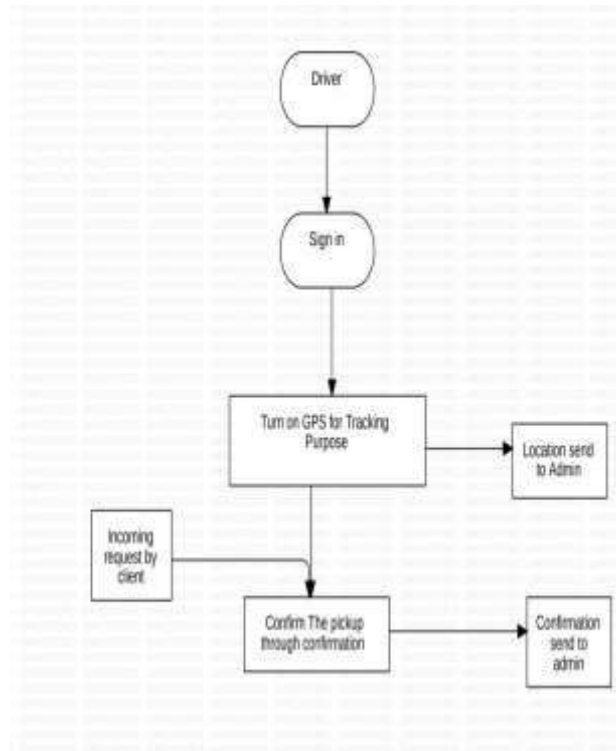 Driver
Sign in
Turn on GPS for Tracking
Purpose
Location send
to Admin
Incoming
request by
client
Confirm The pickup
through confirmation
Confirmation
send to
admin